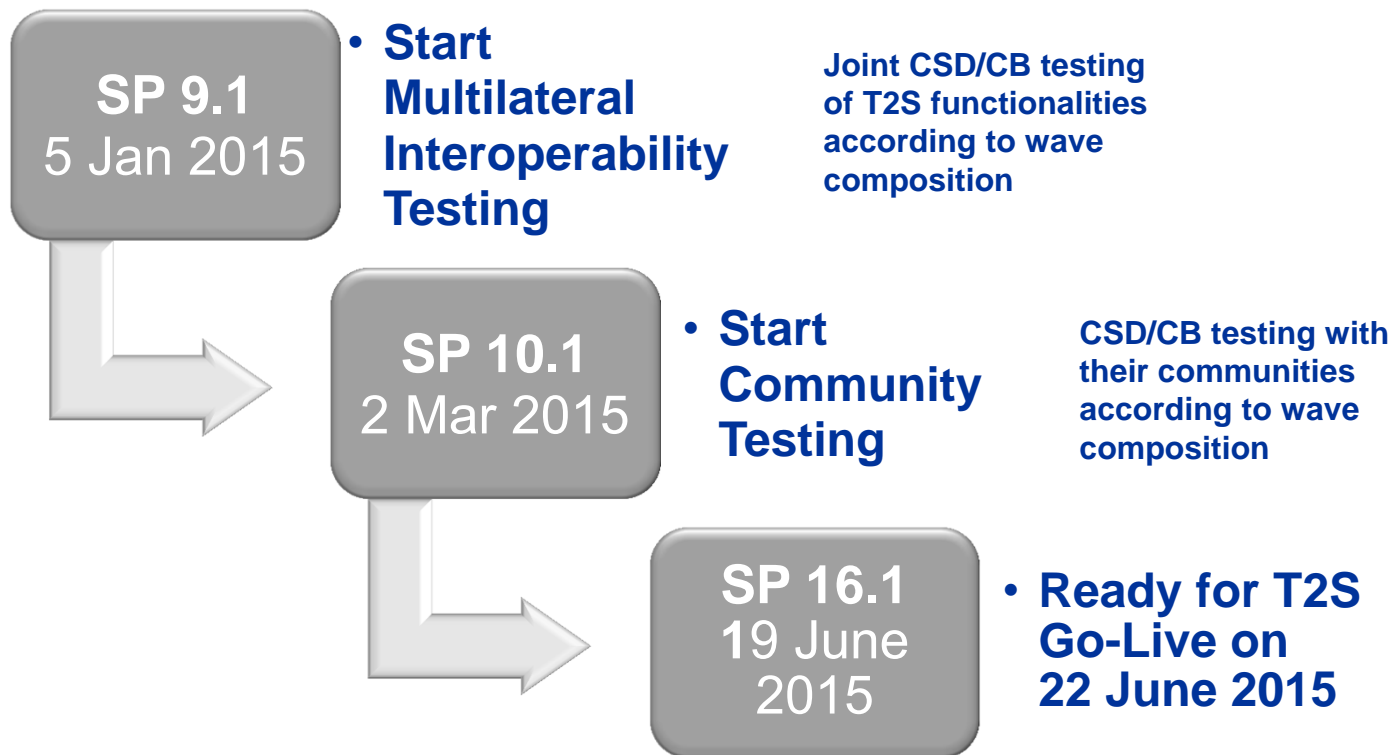 SP 9.1
5 Jan 2015
• Start
Multilateral
Interoperability
Testing
Joint CSD/CB testing
of T2S functionalities
according to wave
composition
SP 10.1
2 Mar 2015
• Start
Community
Testing
CSD/CB testing with
their communities
according to wave
composition
SP 16.1
19 June
2015
• Ready for T2S
Go-Live on
22 June 2015